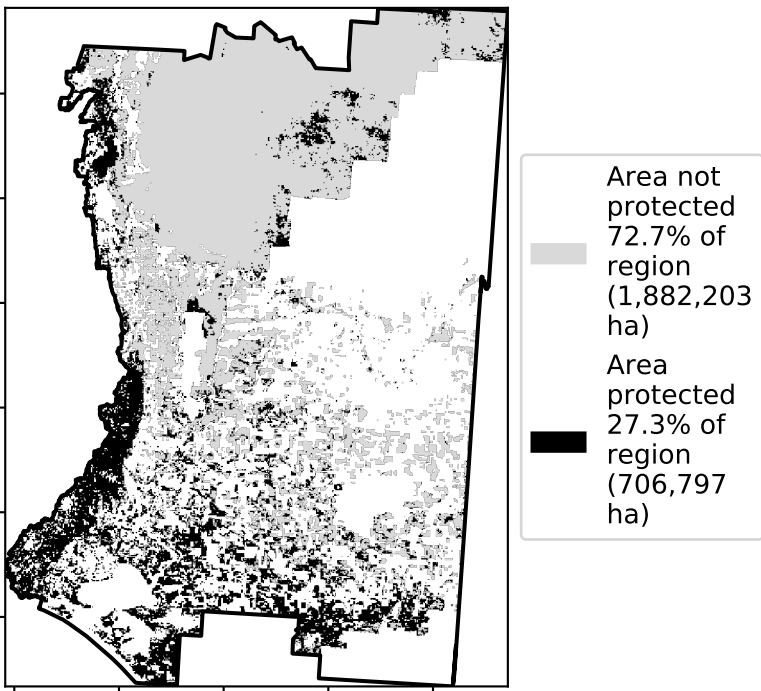 Area not
protected
72.7% of
region
(1,882,203
ha)
Area
protected
27.3% of
region
(706,797
ha)